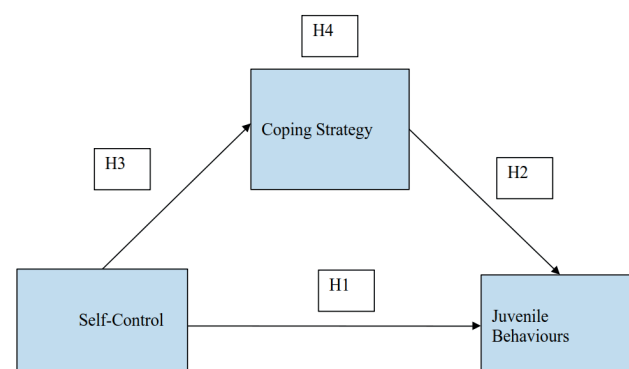 H4
Coping Strategy
H3
H2
H1
Self-Control
Juvenile
Behaviours